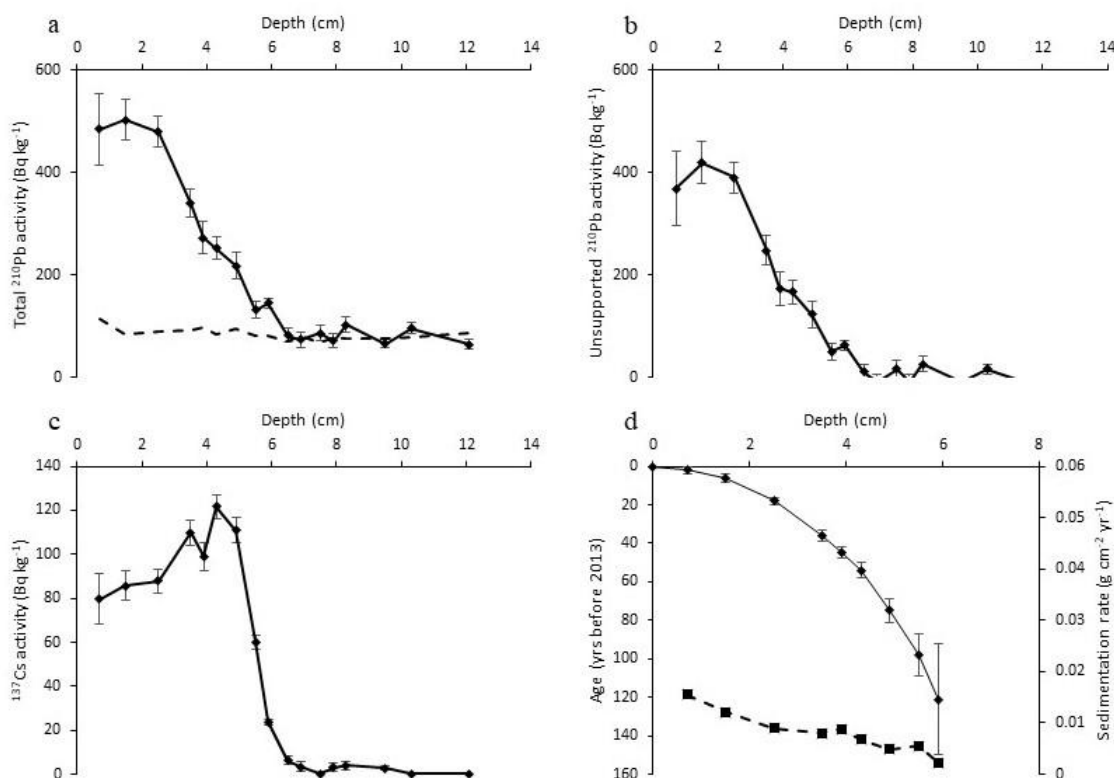 a
Depth (cm)
0 2 4 6 8 10 12 14
600
400
200
0
Total ²¹⁰Pb activity (Bq kg⁻¹)
b
Depth (cm)
0 2 4 6 8 10 12 14
600
400
200
0
Unsupported ²¹⁰Pb activity (Bq kg⁻¹)
c
Depth (cm)
0 2 4 6 8 10 12 14
140
120
100
80
60
40
20
0
¹³⁷Cs activity (Bq kg⁻¹)
d
Depth (cm)
0 2 4 6 8
0
20
40
60
80
100
120
140
160
Age (yrs before 2013)
0.06
0.05
0.04
0.03
0.02
0.01
0
Sedimentation rate (g cm⁻² yr⁻¹)